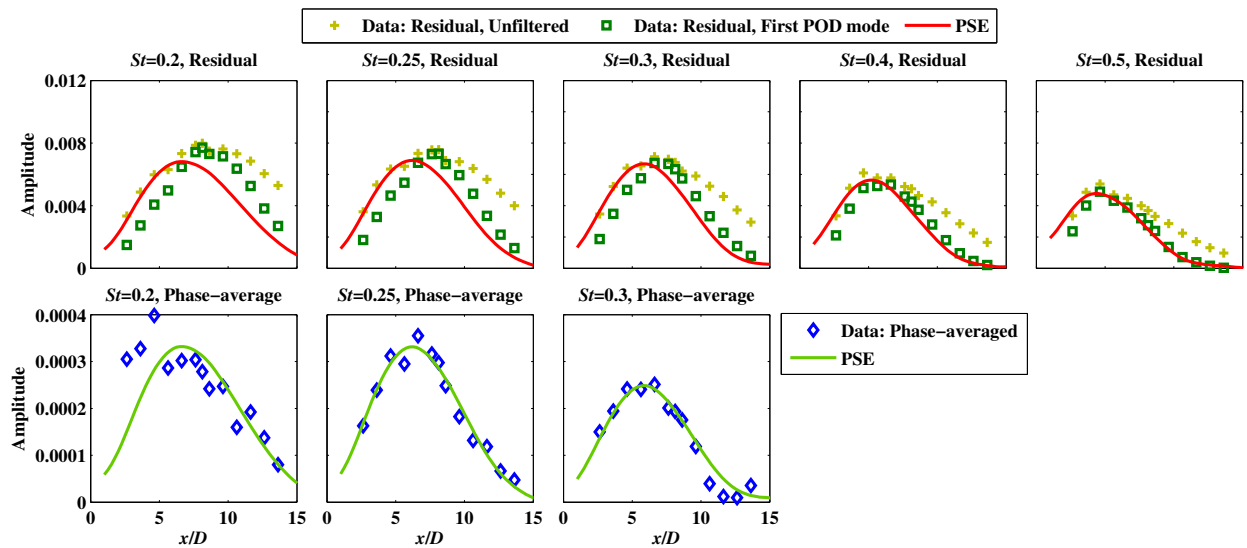 Data: Residual, Unfiltered Data: Residual, First POD mode PSE
St=0.2, Residual St=0.25, Residual St=0.3, Residual St=0.4, Residual St=0.5, Residual
0.012
0.008
0.004
0
Amplitude
St=0.2, Phase−average St=0.25, Phase−average St=0.3, Phase−average
0.0004
0.0003
0.0002
0.0001
0
Amplitude
Data: Phase−averaged
PSE
0 5 10 15 0 5 10 15 0 5 10 15
x/D x/D x/D